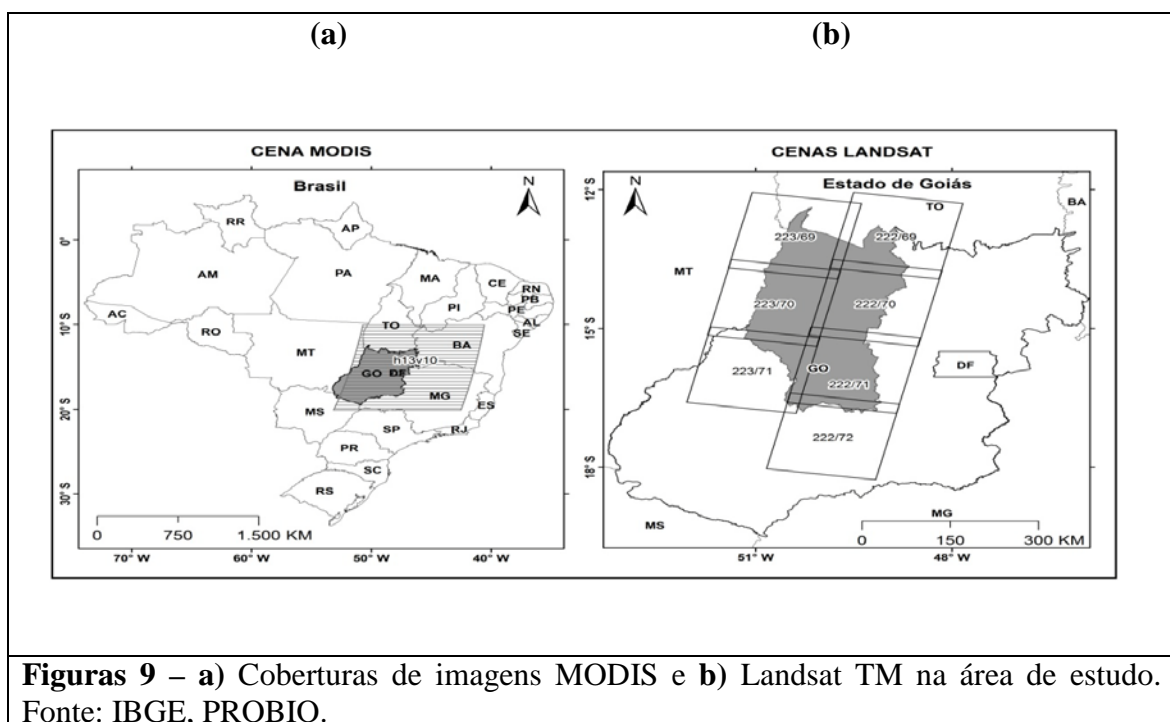 (a) (b)
CENA MODIS
Brasil
N
RR
AP
0°
AM
PA
MA
CE
RN
PB
PI
PE
AC
AL
SE
10° S
TO
RO
BA
MT
h13v10
GO DF
MG
ES
MS
20° S
SP
RJ
PR
SC
RS
30° S
0 750 1.500 KM
70° W 60° W 50° W 40° W
CENAS LANDSAT
Estado de Goiás
12° S
N
TO
BA
223/69
222/69
MT
223/70
222/70
15° S
DF
223/71
GO
222/71
222/72
18° S
MG
MS
0 150 300 KM
51° W 48° W
Figuras 9 – a) Coberturas de imagens MODIS e b) Landsat TM na área de estudo.
Fonte: IBGE, PROBIO.